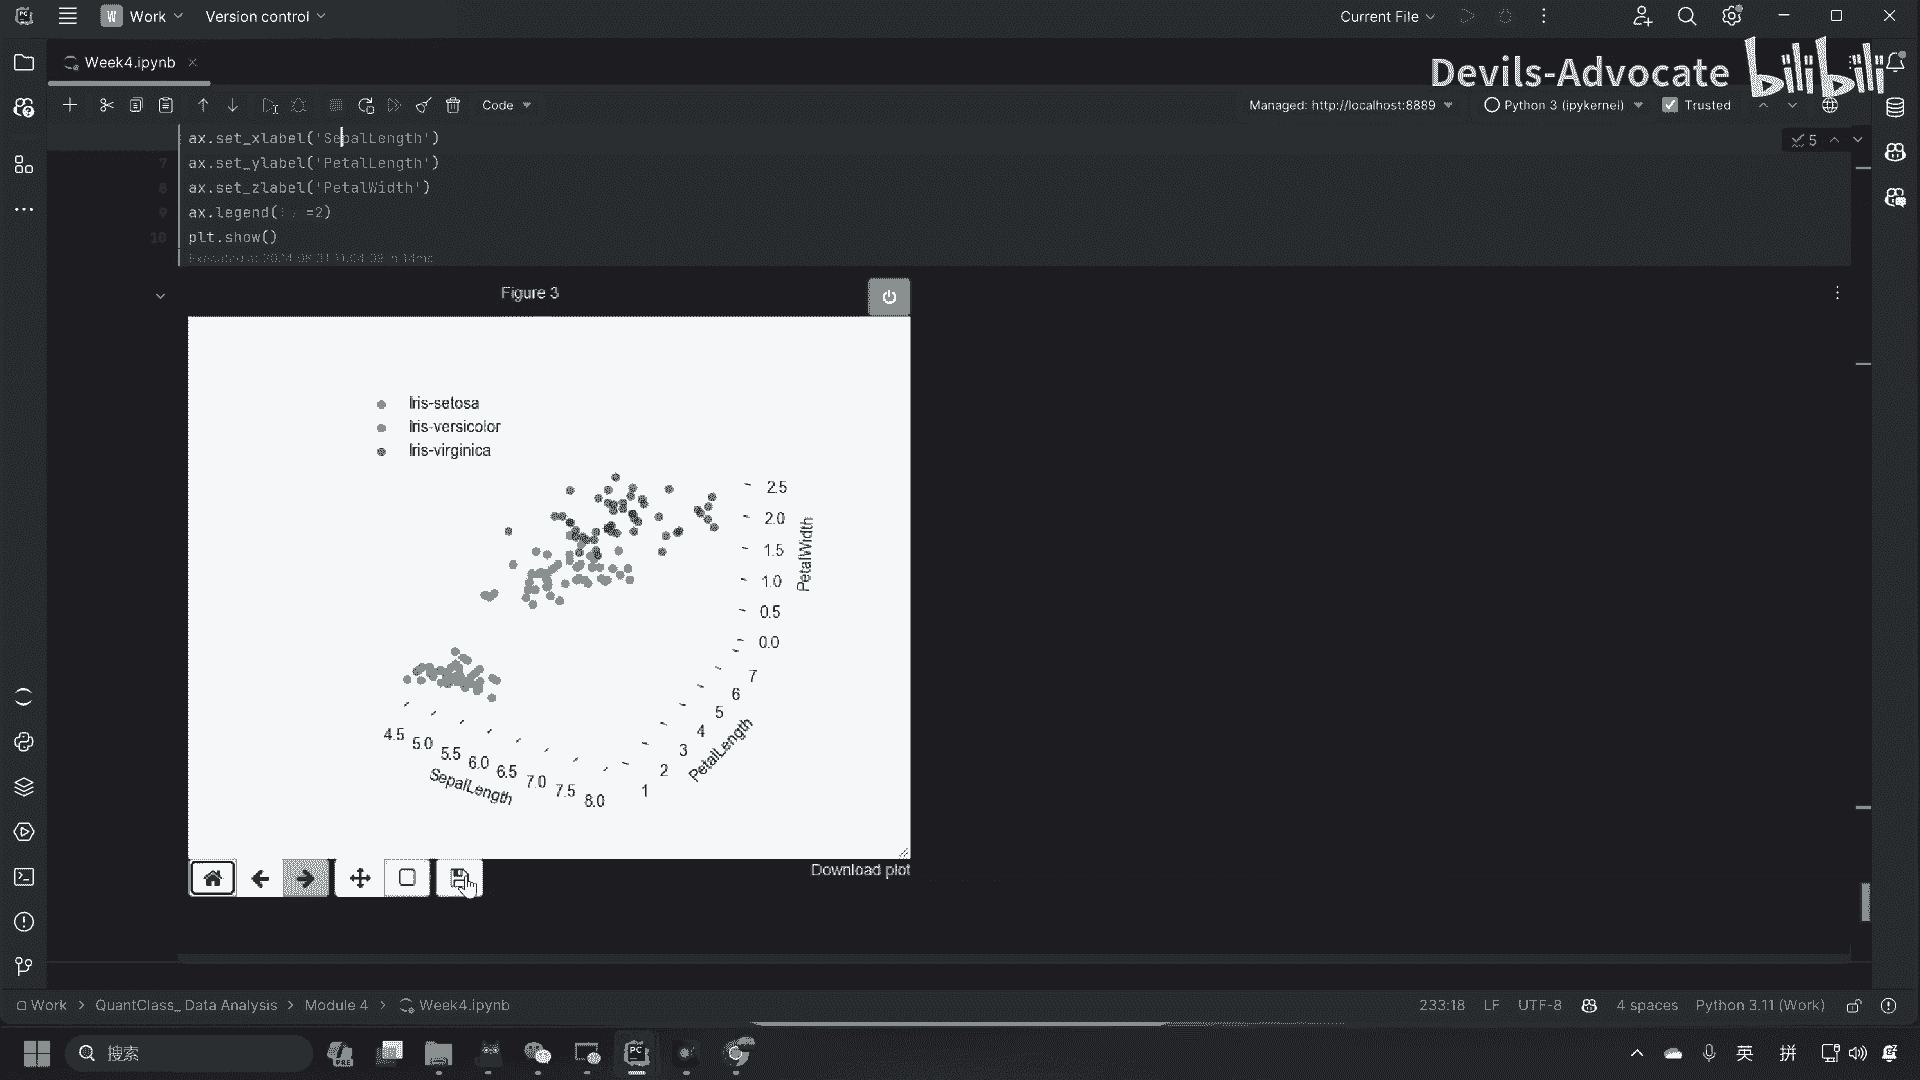 Work
Version control
Current File
Week4.ipynb
Devils-Advocate
bilibili
Code
Managed: http://localhost:8889
Python 3 (ipykernel)
Trusted
ax.set_xlabel('SepalLength')
5
7 ax.set_ylabel('PetalLength')
8 ax.set_zlabel('PetalWidth')
9 ax.legend( =2)
10 plt.show()
Figure 3
Iris-setosa
Iris-versicolor
Iris-virginica
2.5
2.0
1.5
1.0
0.5
0.0
PetalWidth
7
6
5
4
3
2
1
PetalLength
4.5
5.0
5.5
6.0
6.5
7.0
7.5
8.0
SepalLength
Download plot
Work > QuantClass_ Data Analysis > Module 4 > Week4.ipynb
233:18
LF
UTF-8
4 spaces
Python 3.11 (Work)
搜索
英
拼